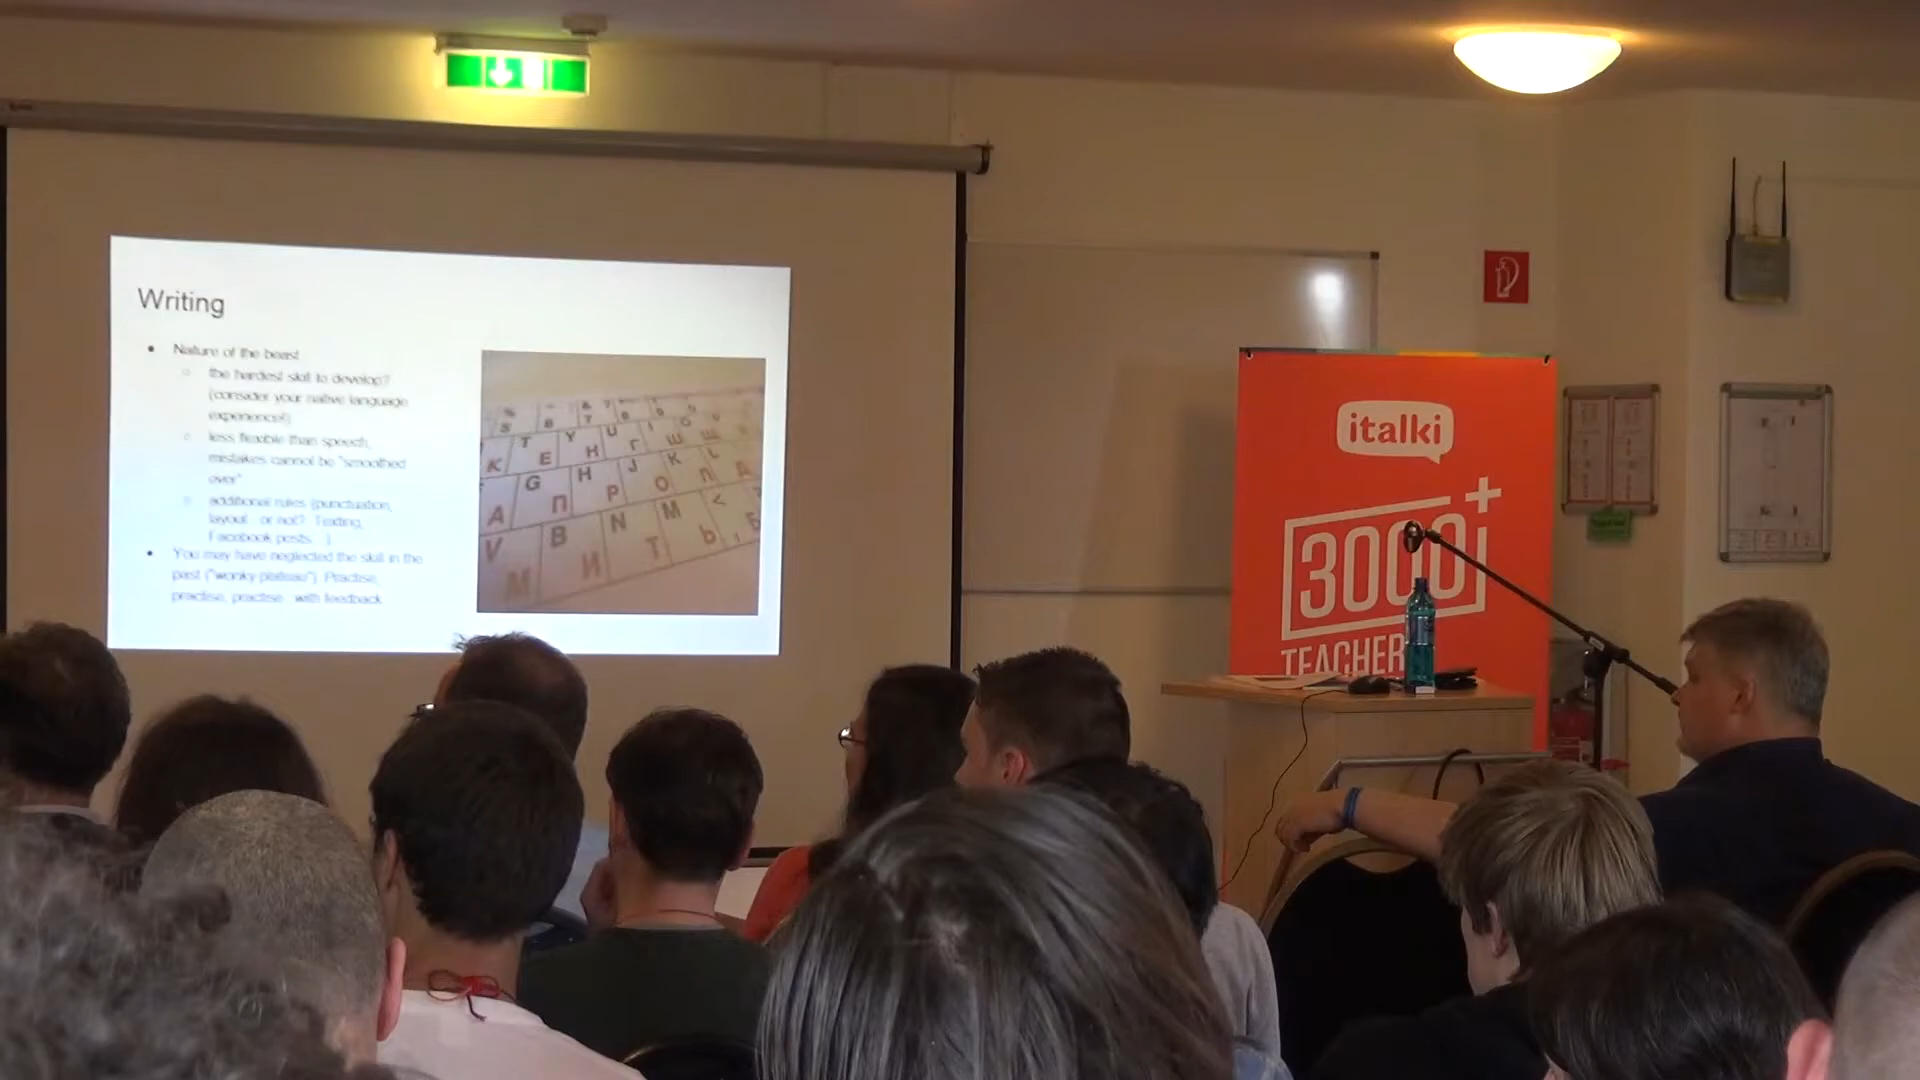 Writing
Nature of the beast
the hardest skill to develop?
(consider your native language
experience!)
less flexible than speech,
mistakes cannot be "smoothed
over"
additional rules (punctuation,
layout or not? Texting,
Facebook posts...)
You may have neglected the skill in the
past ("wonky plateau"). Practise,
practise, practise with feedback
T Y U I
К Е Н Г Ш Щ
G H J K L
А П Р О Л Д
V B N M <
М И Т Ь Б
italki
3000+
TEACHER